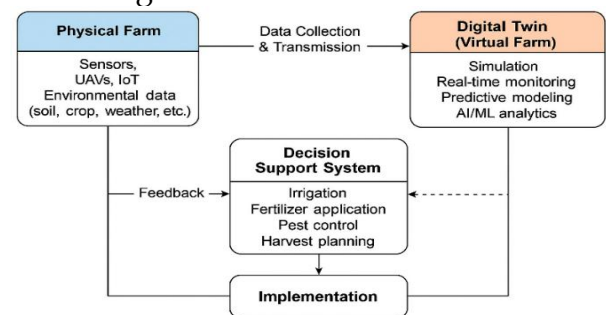 Physical Farm
Sensors,
UAVs, IoT
Environmental data
(soil, crop, weather, etc.)
Data Collection
& Transmission
Digital Twin
(Virtual Farm)
Simulation
Real-time monitoring
Predictive modeling
AI/ML analytics
Feedback
Decision
Support System
Irrigation
Fertilizer application
Pest control
Harvest planning
Implementation